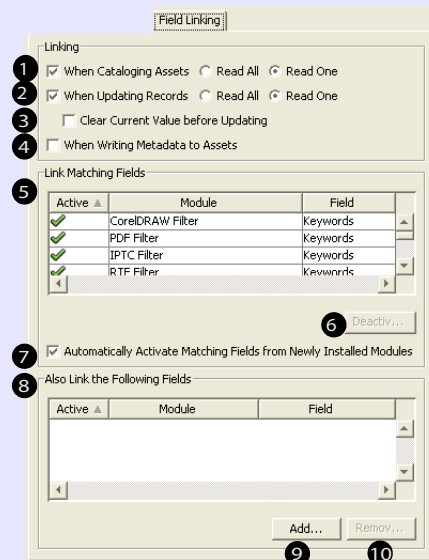 Field Linking
Linking
1 When Cataloging Assets Read All Read One
2 When Updating Records Read All Read One
3 Clear Current Value before Updating
4 When Writing Metadata to Assets
5 Link Matching Fields
Active Module Field
CorelDRAW Filter Keywords
PDF Filter Keywords
IPTC Filter Keywords
RTF Filter Keywords
6 Deactiv...
7 Automatically Activate Matching Fields from Newly Installed Modules
8 Also Link the Following Fields
Active Module Field
Add... Remov...
9 10